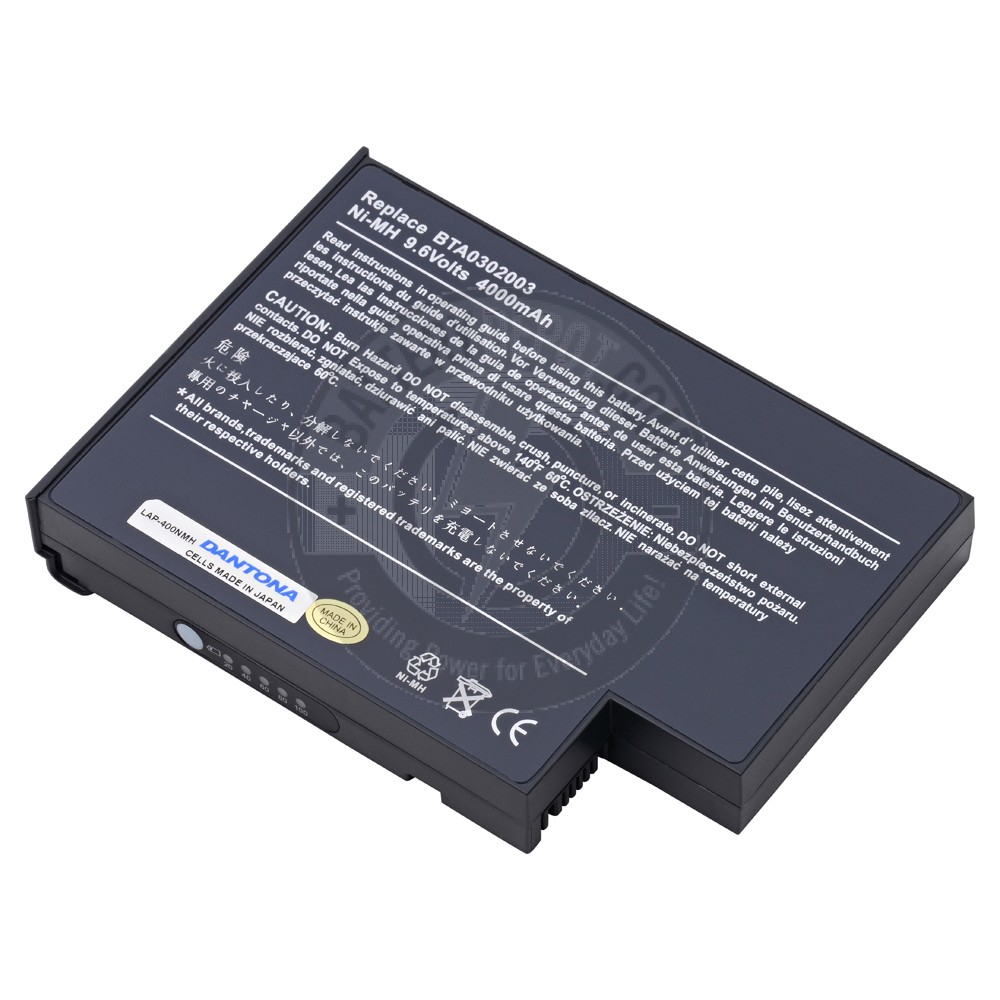 Replace BTA0302003
Ni-MH 9.6Volts 4000mAh
Read instructions in operating guide before using this battery.Avant d' utiliser cette pile, lisez attentivement
les instructions du guide d'utilisation. Vor Verwendung dileser Batterie Anweisungen im Benutzerhandbuch
lesen. Lea las instrucciones de la guia de operación antes de usar esta bateria. Leggere le istruzioni
riportate nella guida operativa prima di usare questa batteria. Przed użyciem tej baterii należy
przeczytać instrukje zawarte w przewodniku użytkowania.
CAUTION: Burn Hazard DO NOT disassemble, crush, puncture, or incinerate. DO NOT short external
contacts. DO NOT Expose to temperatures above 140°F 60°C. OSTRZEŻENIE: Niebezpieczeństwo pożaru.
NIE rozbierać, zgniatać, dziurawić ani palić. NIE zwierać ze soba złącz. NIE narażać na temperatury
przekraczające 60°C.
危険
火に投入したり、分解しないでください。ショートさせないでください。
専用のチャージャ以外では、このバッテリを充電しないでください。
★All brands,trademarks and registered trademarks are the property of
their respective holders.
LAP-400NMH
DANTONA
CELLS MADE IN JAPAN
MADE IN
CHINA
20 40 60 80 100
Ni-MH
CE
Providing Power for Everyday Life!